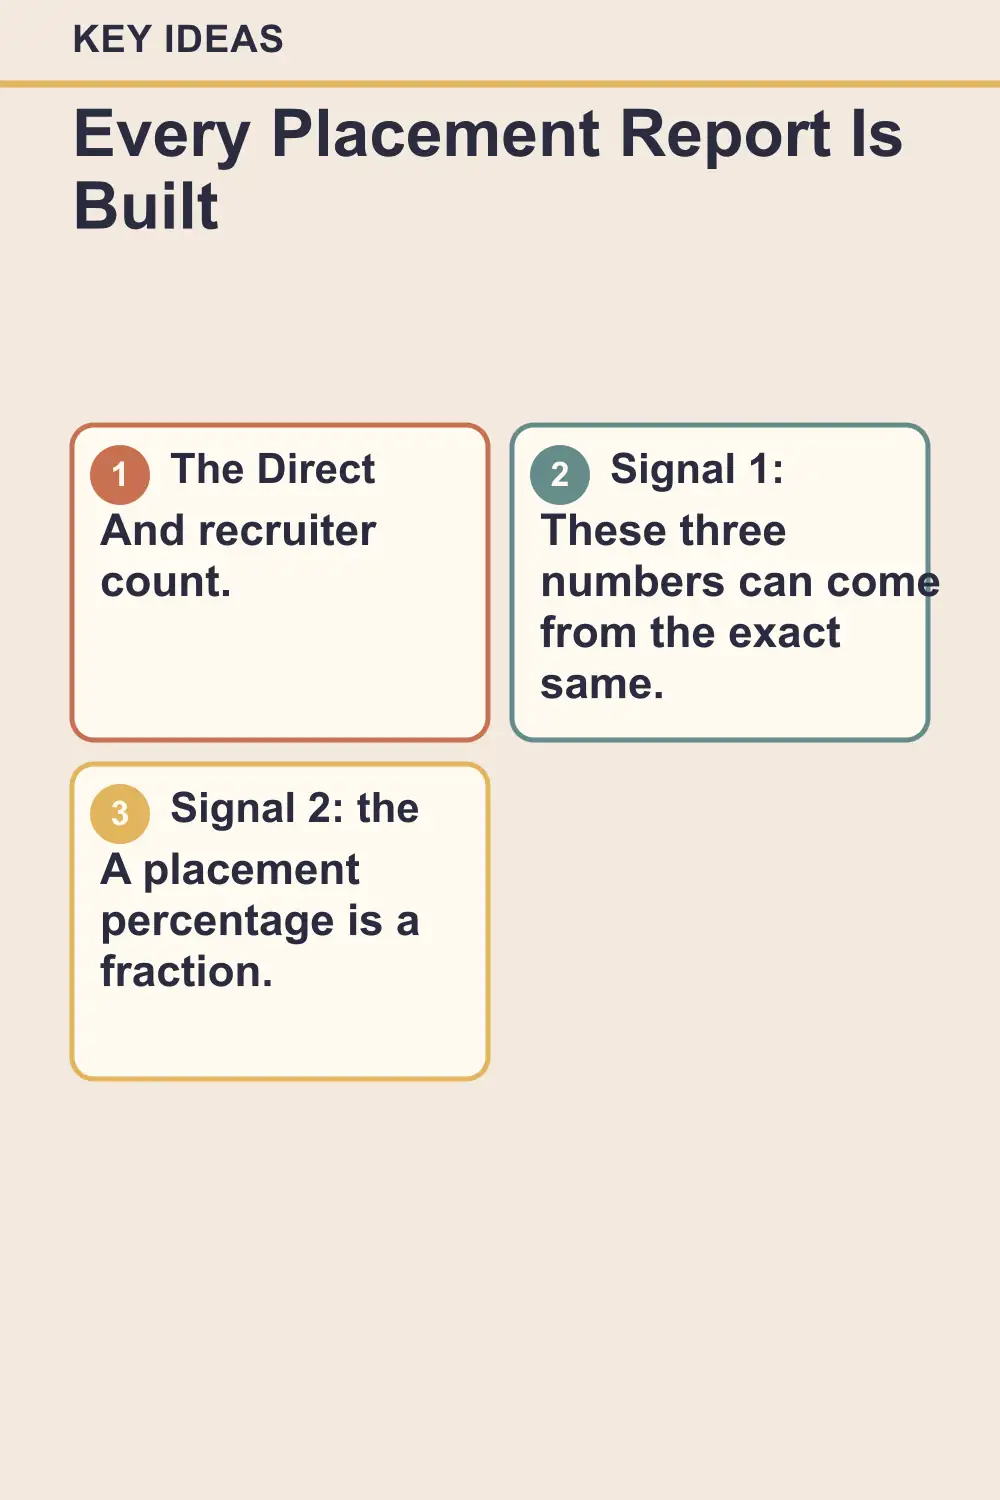 KEY IDEAS
Every Placement Report Is
Built
1 The Direct
And recruiter
count.
2 Signal 1:
These three
numbers can come
from the exact
same.
3 Signal 2: the
A placement
percentage is a
fraction.